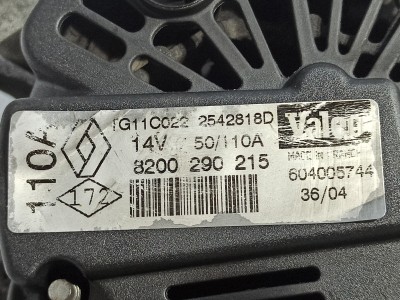 110A
TG11C022 2542818D
14V 50/110A
8200 290 215
172
Valeo
MADE IN FRANCE
604005744
36/04